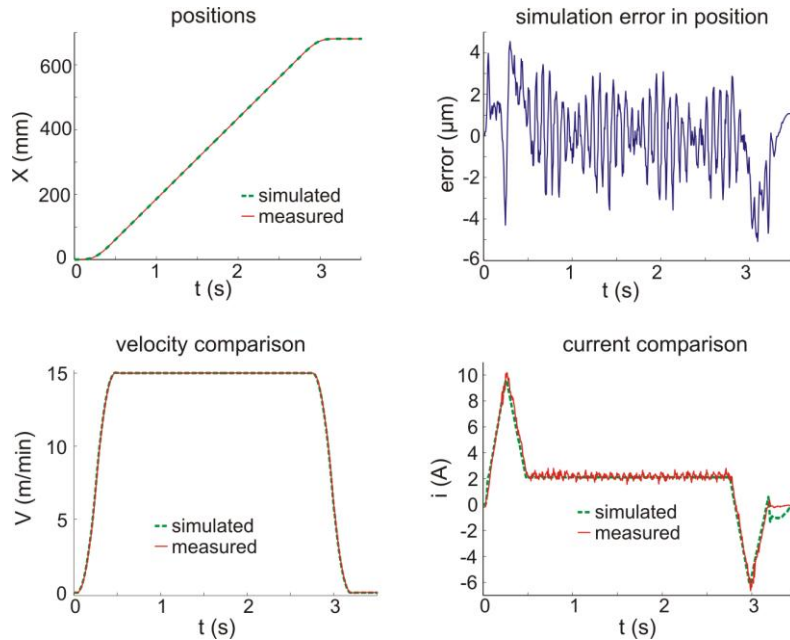 positions
X (mm)
600
400
200
0
simulated
measured
0
1
2
3
t (s)
simulation error in position
error (µm)
4
2
0
-2
-4
-6
0
1
2
3
t (s)
velocity comparison
V (m/min)
15
10
5
0
simulated
measured
0
1
2
3
t (s)
current comparison
i (A)
10
8
6
4
2
0
-2
-4
-6
simulated
measured
0
1
2
3
t (s)